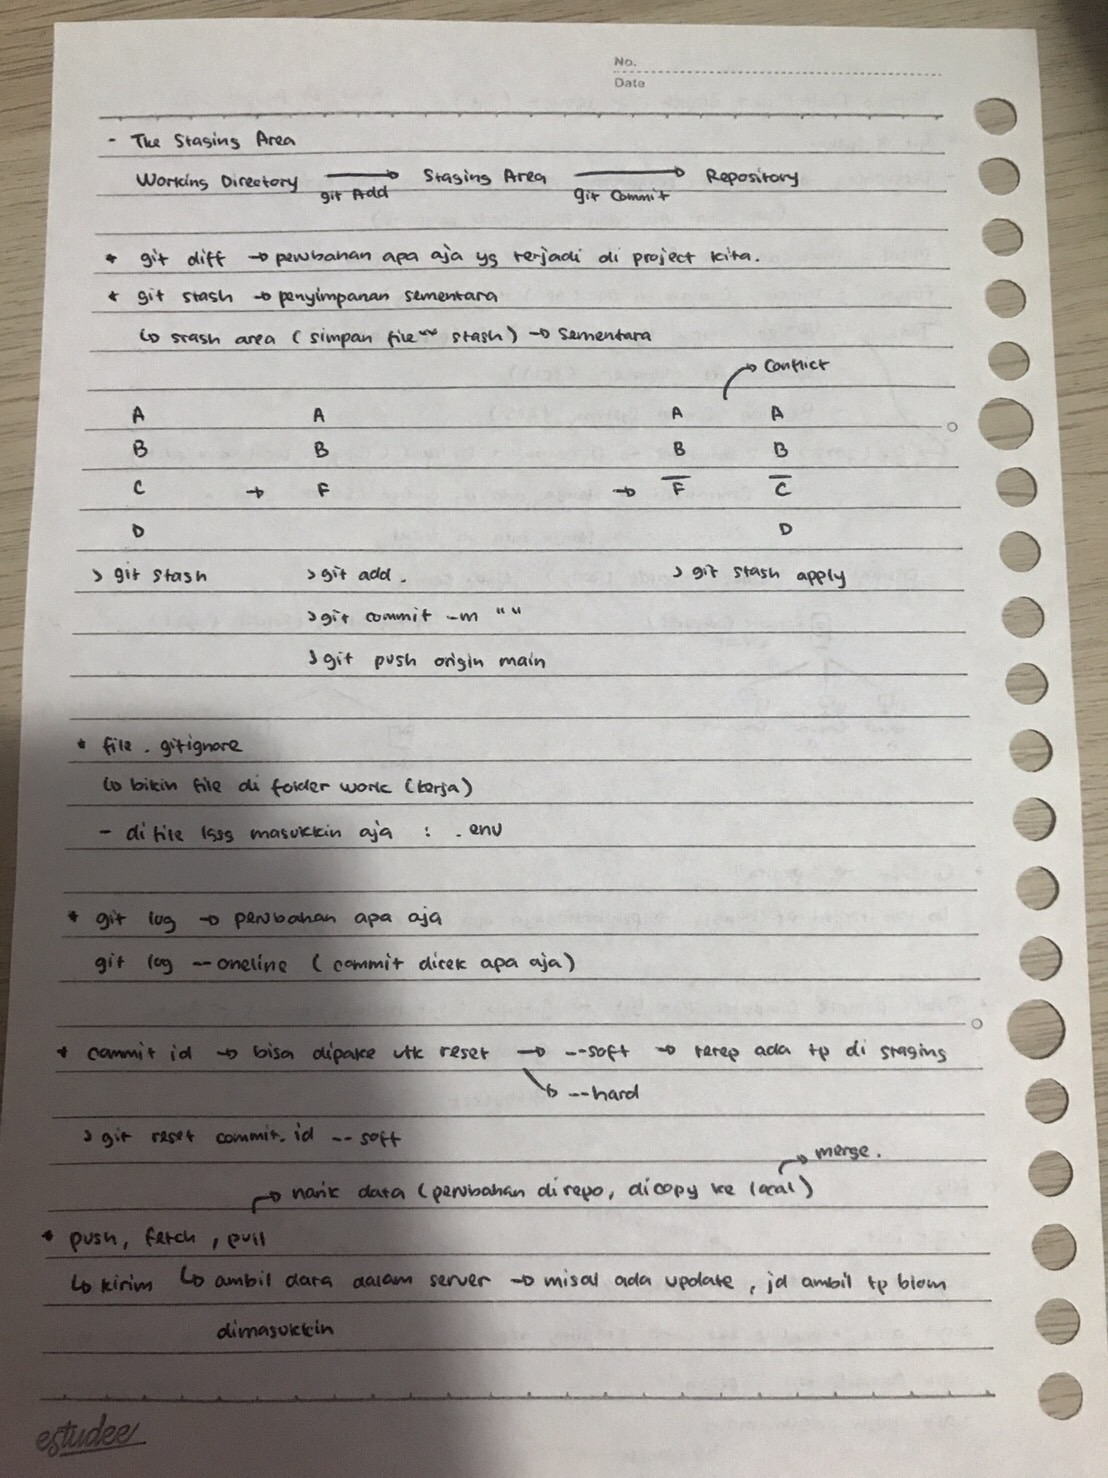 No.
Date
- The Staging Area
Working Directory → Staging Area → Repository
git Add git Commit
* git diff → perubahan apa aja yg terjadi di project kita.
* git stash → penyimpanan sementara
↳ stash area (simpan file" stash) → Sementara
→ Conflict
A A A A
B B B B
C → F → F C
D D
> git stash > git add . > git stash apply
> git commit -m " "
> git push origin main
* file .gitignore
↳ bikin file di folder work (kerja)
- di file lgsg masukkin aja : .env
* git log → perubahan apa aja
git log --oneline (commit dicek apa aja)
* commit id → bisa dipake utk reset → --soft → tetep ada tp di staging
→ --hard
> git reset commit.id --soft
→ merge.
→ narik data (perubahan di repo, dicopy ke local)
* push, fetch, pull
↳ kirim ↳ ambil data dalam server → misal ada update, jd ambil tp blom
dimasukkin
estudee